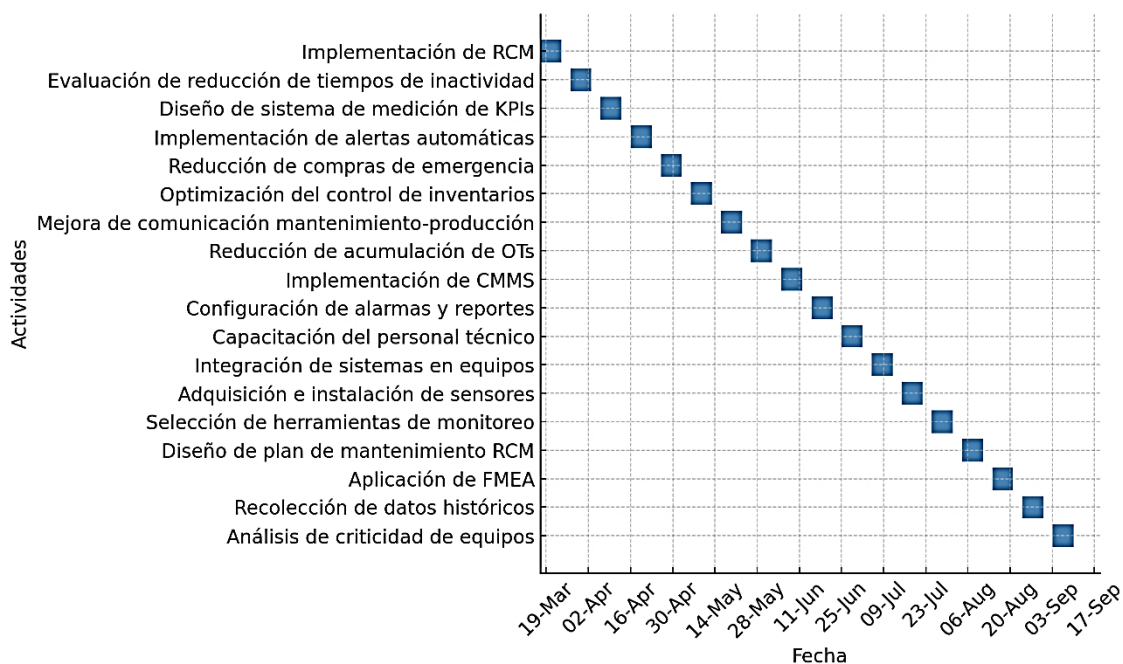 Implementación de RCM
Evaluación de reducción de tiempos de inactividad
Diseño de sistema de medición de KPIs
Implementación de alertas automáticas
Reducción de compras de emergencia
Optimización del control de inventarios
Mejora de comunicación mantenimiento-producción
Reducción de acumulación de OTs
Implementación de CMMS
Configuración de alarmas y reportes
Capacitación del personal técnico
Integración de sistemas en equipos
Adquisición e instalación de sensores
Selección de herramientas de monitoreo
Diseño de plan de mantenimiento RCM
Aplicación de FMEA
Recolección de datos históricos
Análisis de criticidad de equipos
Actividades
19-Mar
02-Apr
16-Apr
30-Apr
14-May
28-May
11-Jun
25-Jun
09-Jul
23-Jul
06-Aug
20-Aug
03-Sep
17-Sep
Fecha